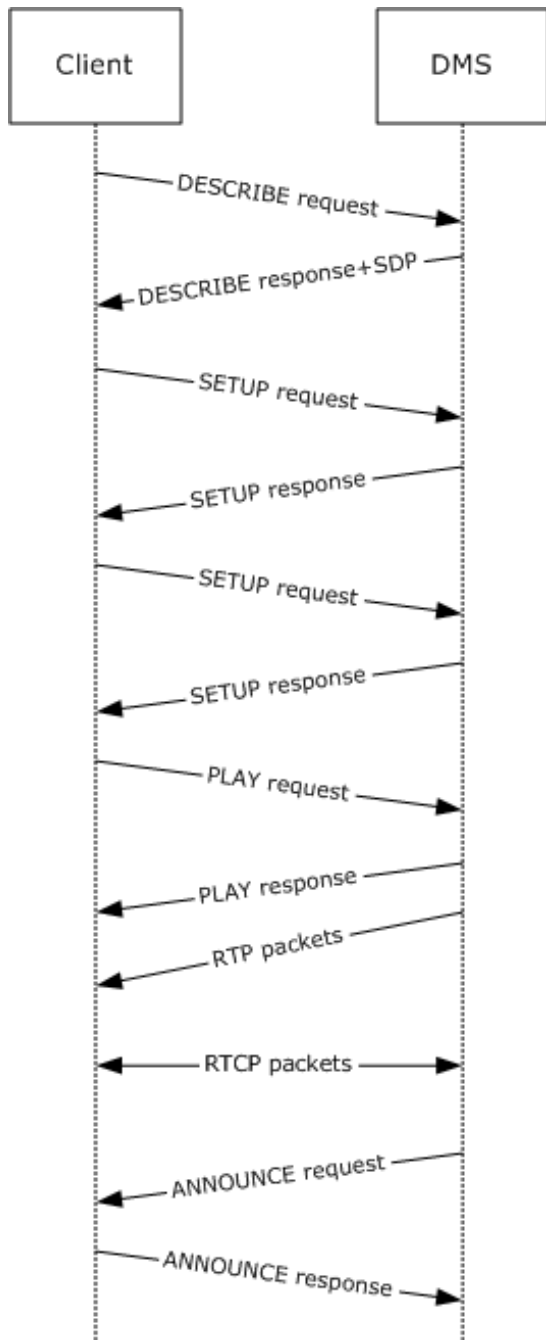 Client
DMS
DESCRIBE request
DESCRIBE response+SDP
SETUP request
SETUP response
SETUP request
SETUP response
PLAY request
PLAY response
RTP packets
RTCP packets
ANNOUNCE request
ANNOUNCE response